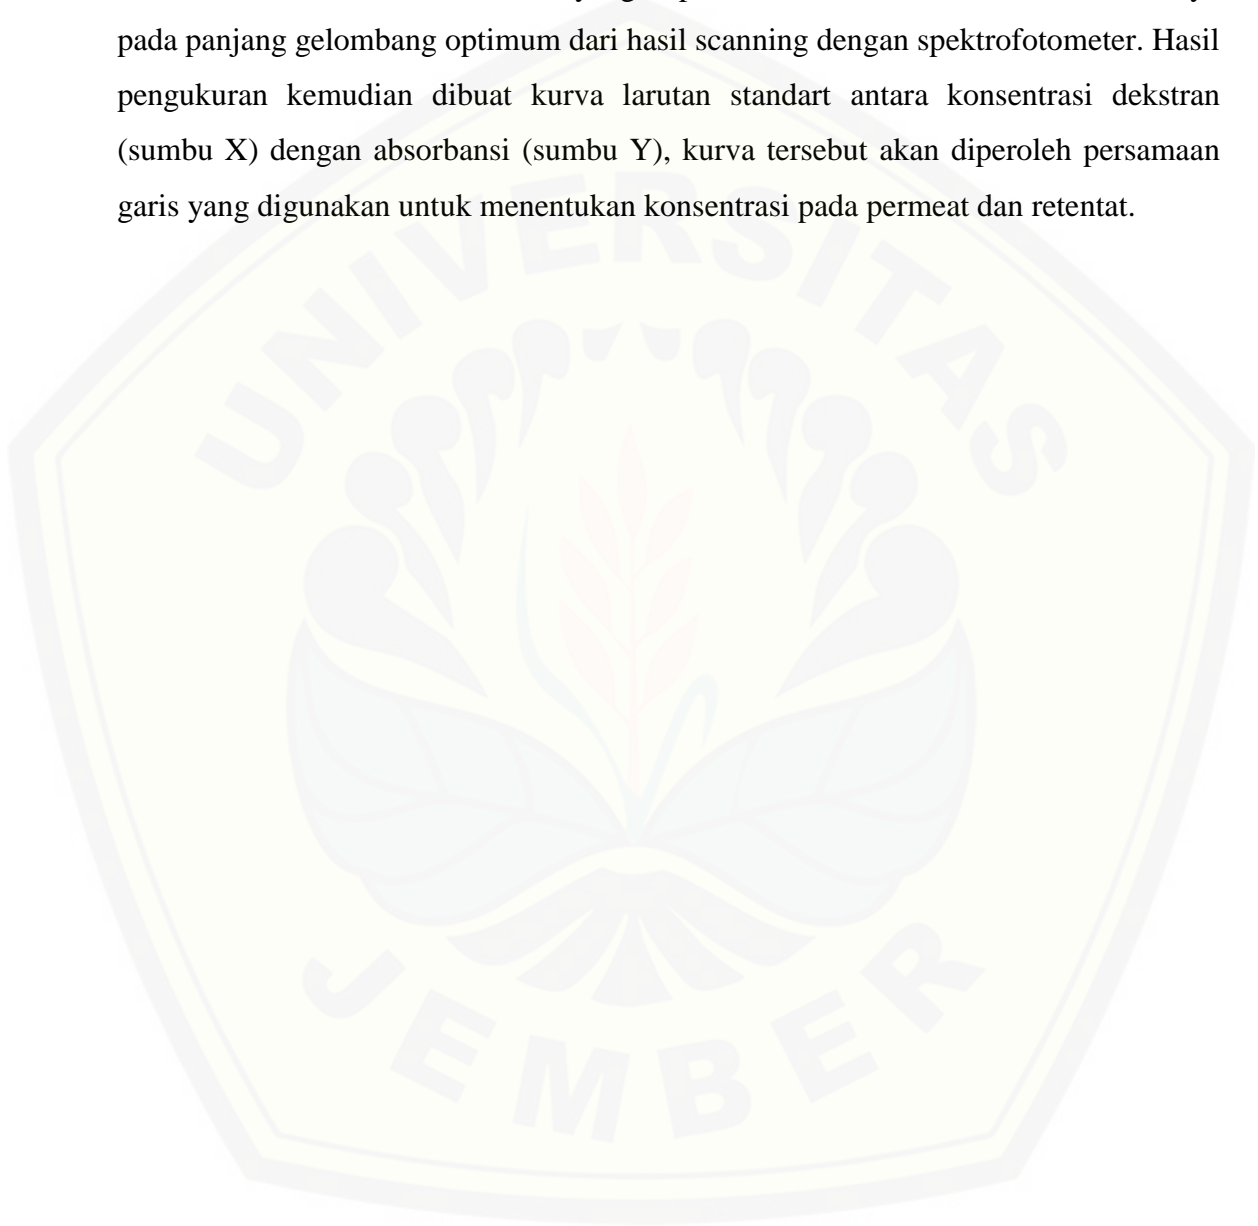 pada panjang gelombang optimum dari hasil scanning dengan spektrofotometer. Hasil
pengukuran kemudian dibuat kurva larutan standart antara konsentrasi dekstran
(sumbu X) dengan absorbansi (sumbu Y), kurva tersebut akan diperoleh persamaan
garis yang digunakan untuk menentukan konsentrasi pada permeat dan retentat.
UNIVERSITAS
JEMBER